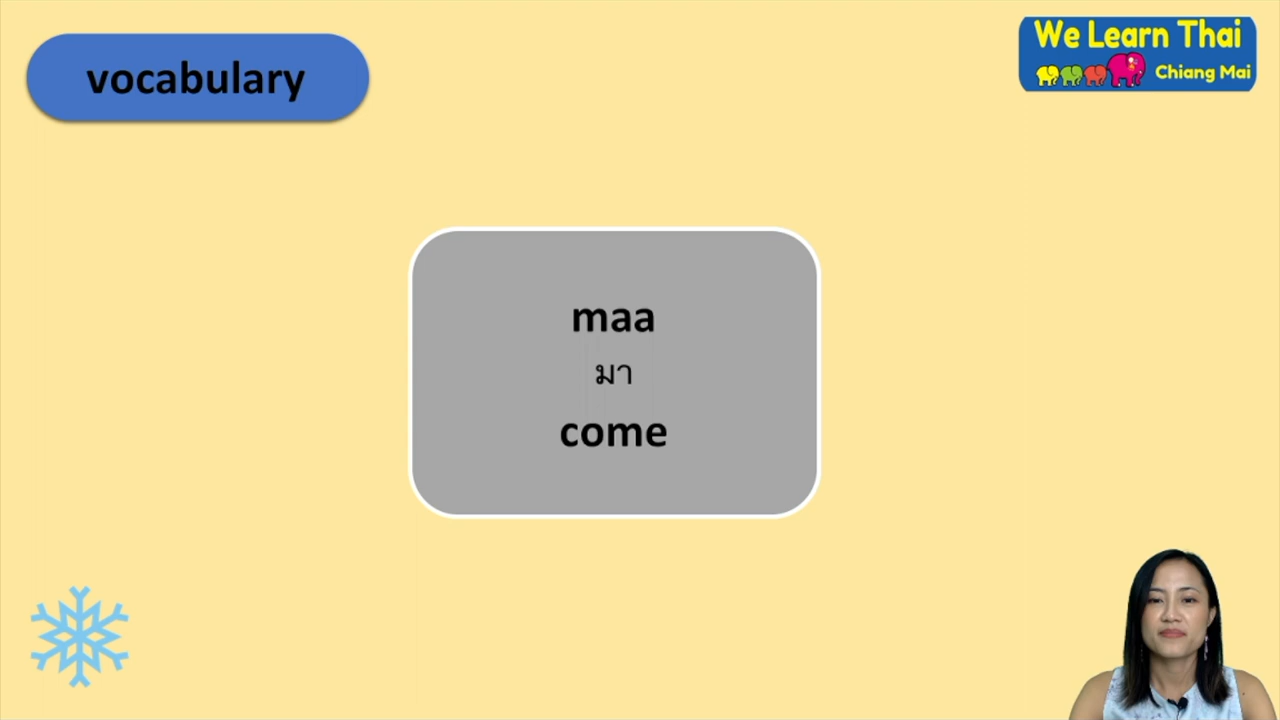 vocabulary
We Learn Thai
Chiang Mai
maa
มา
come